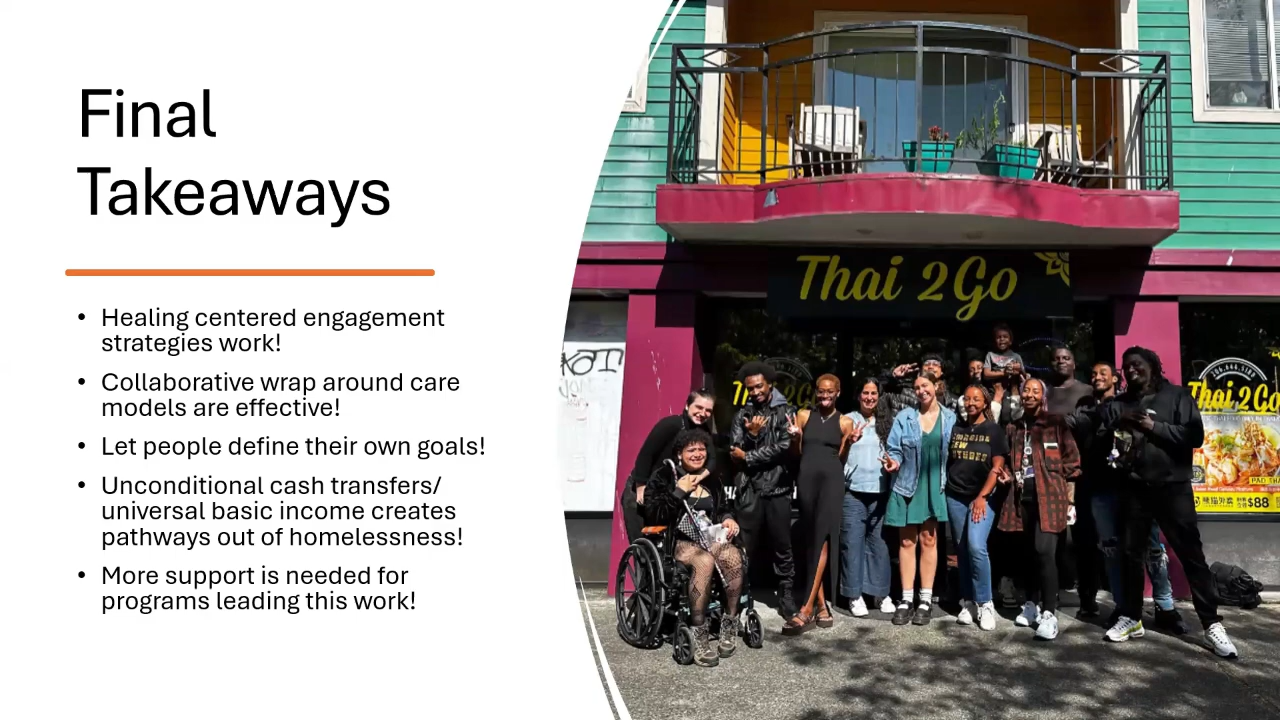 Final
Takeaways
• Healing centered engagement
strategies work!
• Collaborative wrap around care
models are effective!
• Let people define their own goals!
• Unconditional cash transfers/
universal basic income creates
pathways out of homelessness!
• More support is needed for
programs leading this work!
Thai 2Go
Thai 2Go
$88